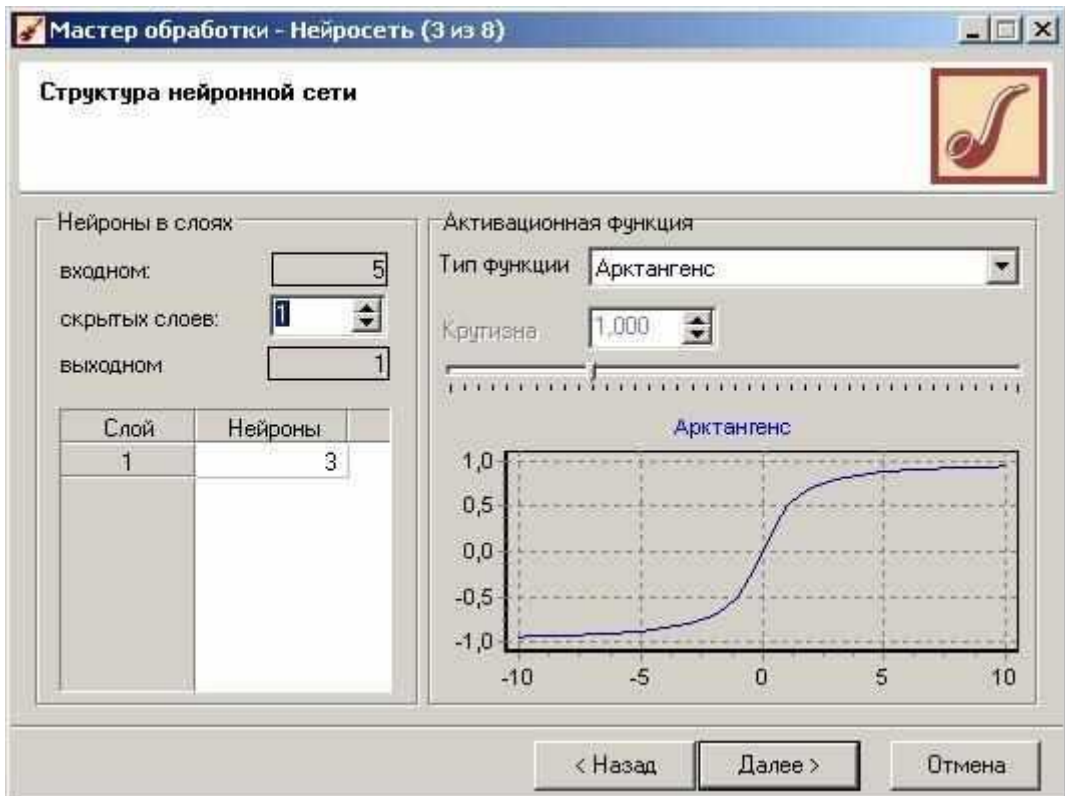 Мастер обработки - Нейросеть (3 из 8)
Структура нейронной сети
Нейроны в слоях
входном: 5
скрытых слоев: 1
выходном 1
Слой Нейроны
1 3
Активационная функция
Тип функции Арктангенс
Крутизна 1,000
Арктангенс
1,0
0,5
0,0
-0,5
-1,0
-10 -5 0 5 10
< Назад Далее > Отмена